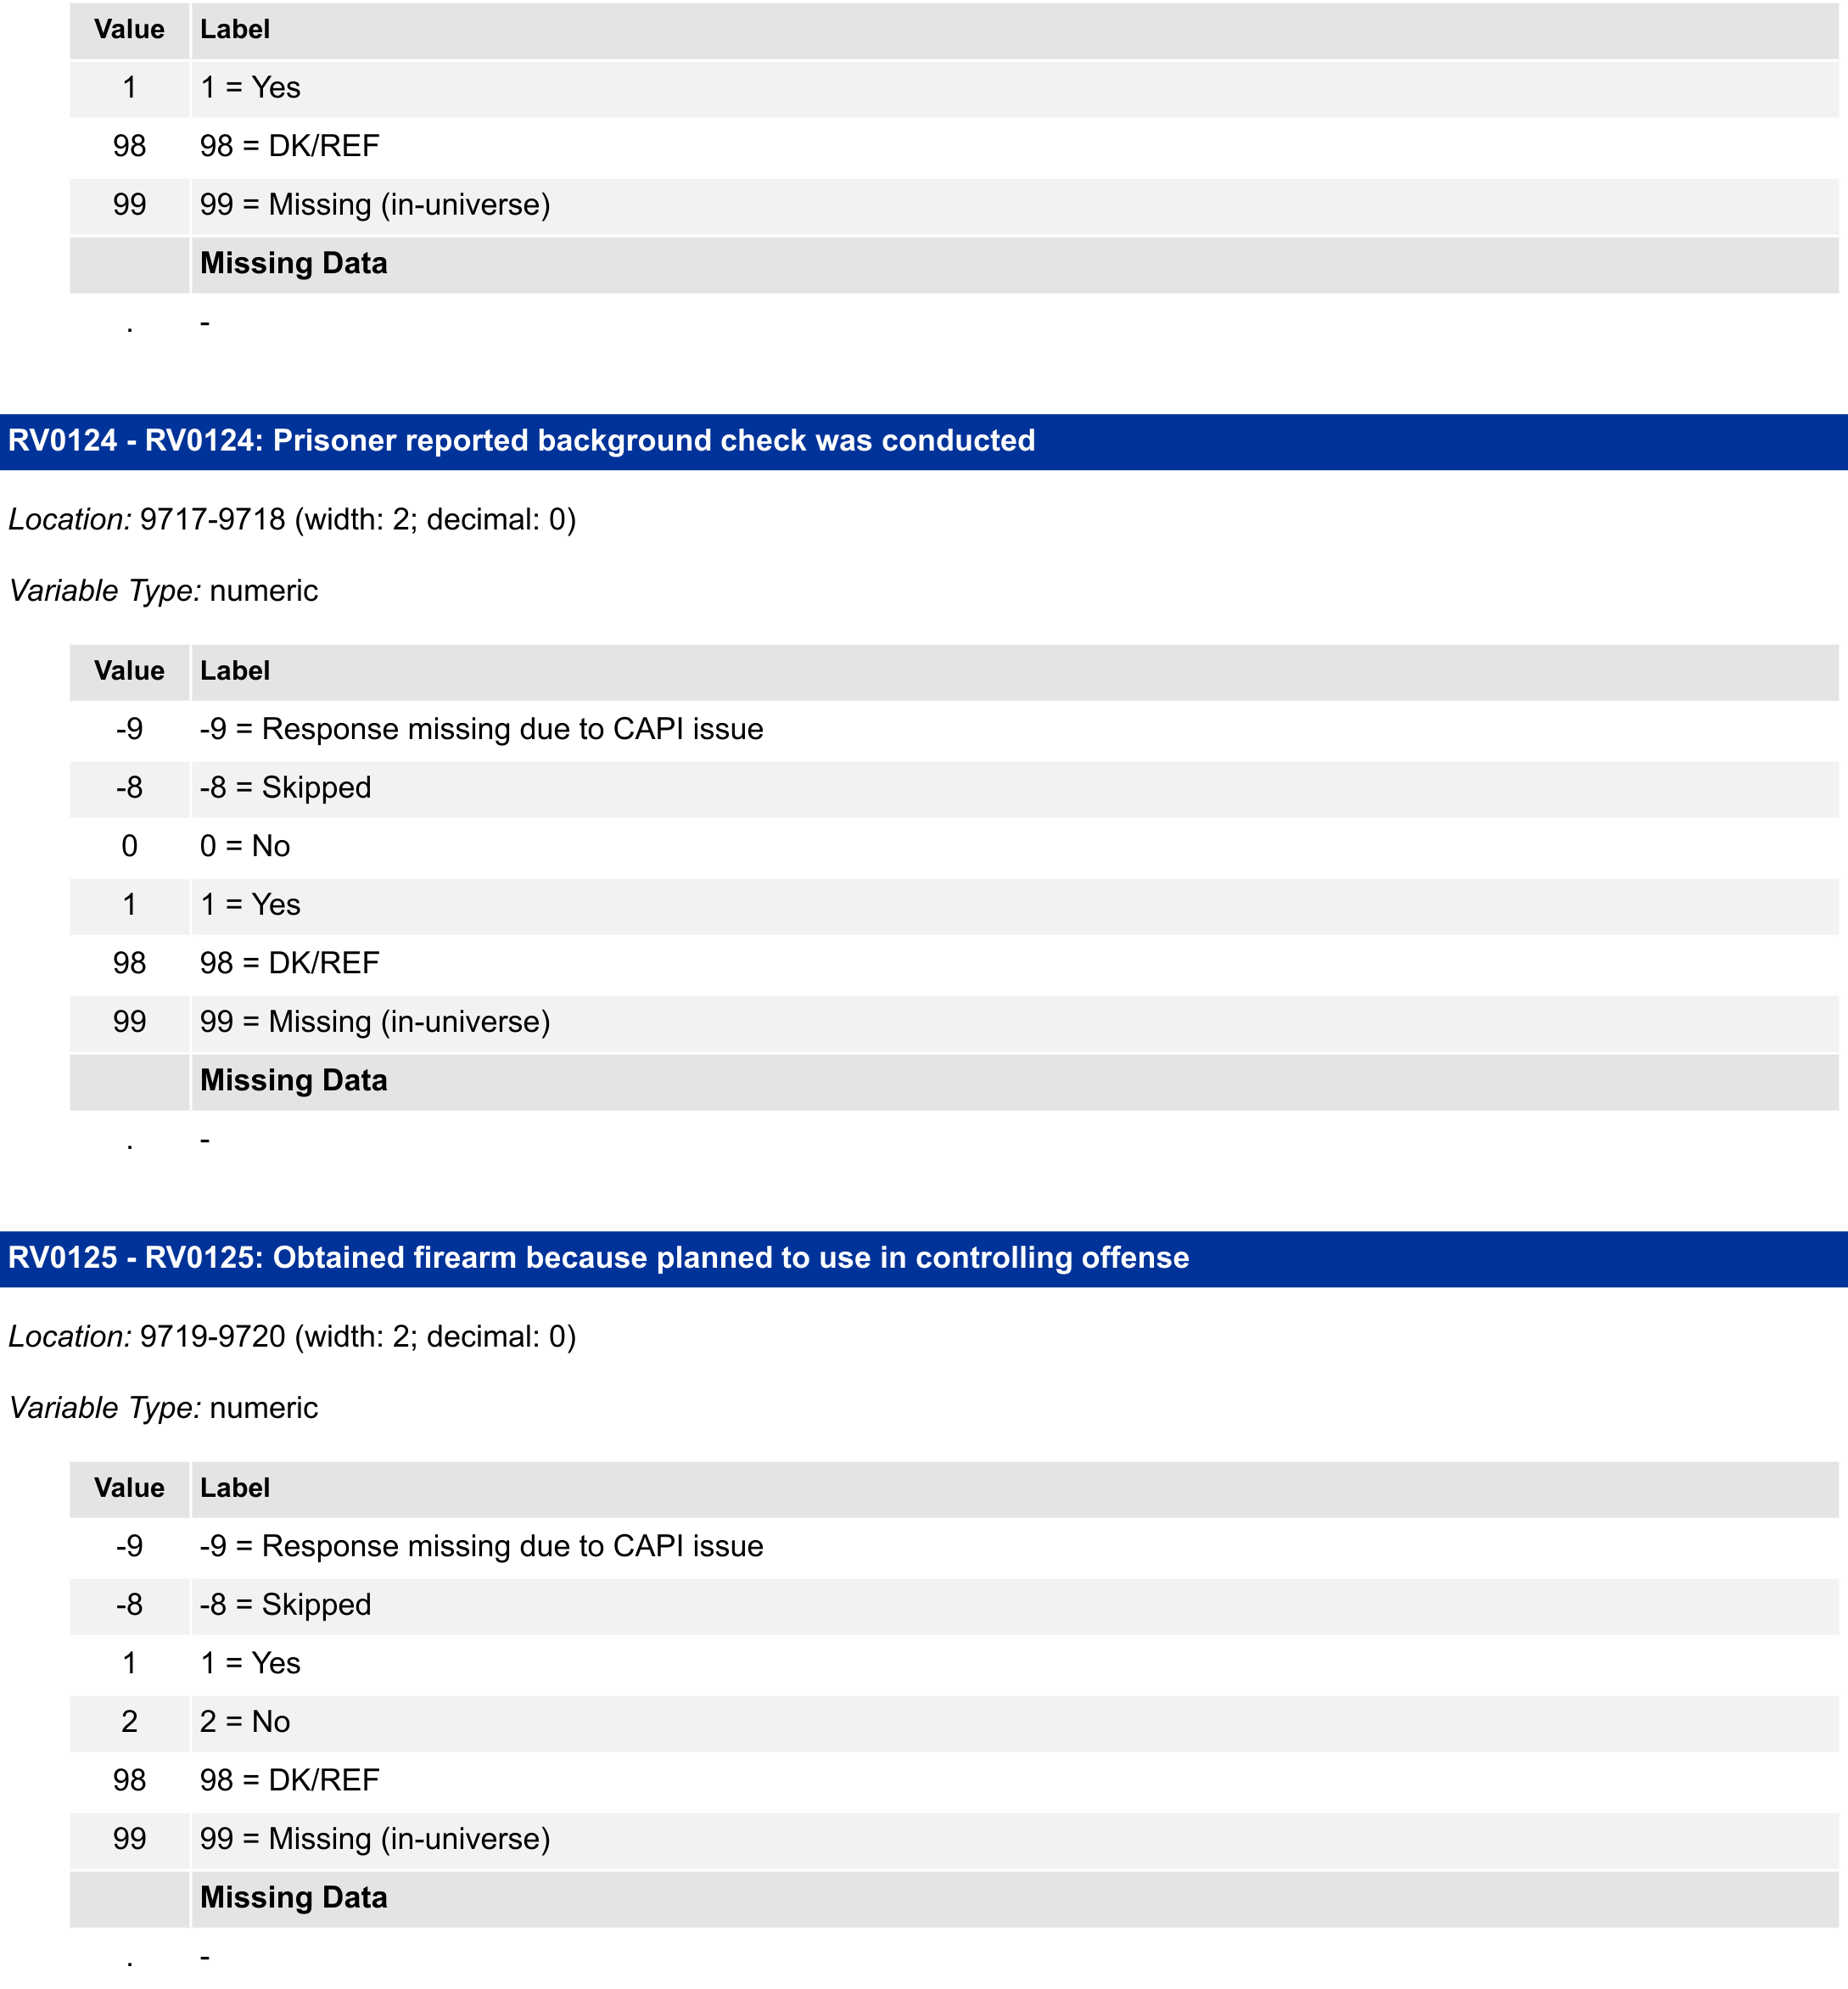 Value Label
1 1 = Yes
98 98 = DK/REF
99 99 = Missing (in-universe)
Missing Data
. -
RV0124 - RV0124: Prisoner reported background check was conducted
Location: 9717-9718 (width: 2; decimal: 0)
Variable Type: numeric
Value Label
-9 -9 = Response missing due to CAPI issue
-8 -8 = Skipped
0 0 = No
1 1 = Yes
98 98 = DK/REF
99 99 = Missing (in-universe)
Missing Data
. -
RV0125 - RV0125: Obtained firearm because planned to use in controlling offense
Location: 9719-9720 (width: 2; decimal: 0)
Variable Type: numeric
Value Label
-9 -9 = Response missing due to CAPI issue
-8 -8 = Skipped
1 1 = Yes
2 2 = No
98 98 = DK/REF
99 99 = Missing (in-universe)
Missing Data
. -